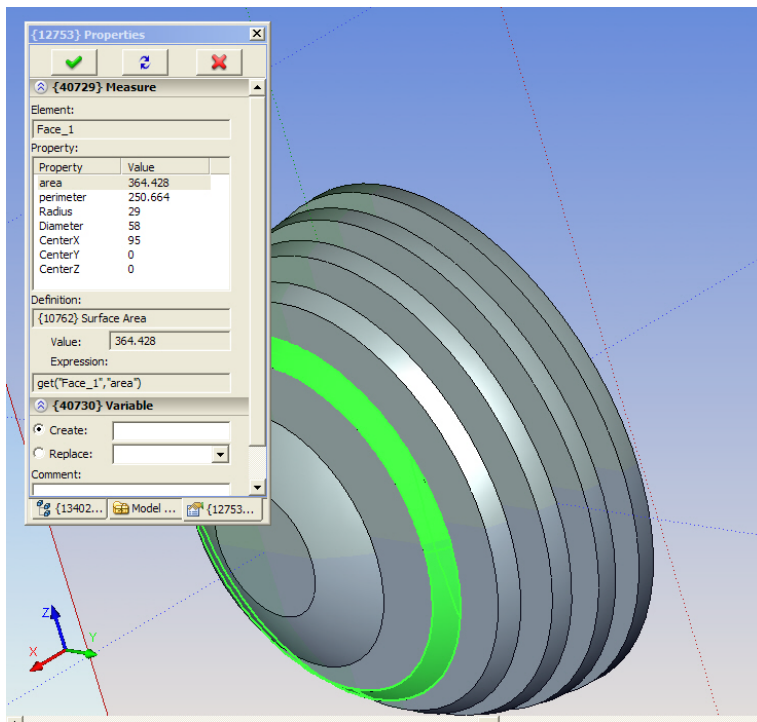 {12753} Properties
{40729} Measure
Element:
Face_1
Property:
Property Value
area 364.428
perimeter 250.664
Radius 29
Diameter 58
CenterX 95
CenterY 0
CenterZ 0
Definition:
{10762} Surface Area
Value: 364.428
Expression:
get("Face_1","area")
{40730} Variable
Create:
Replace:
Comment:
{13402... Model ... {12753...
Z
X Y